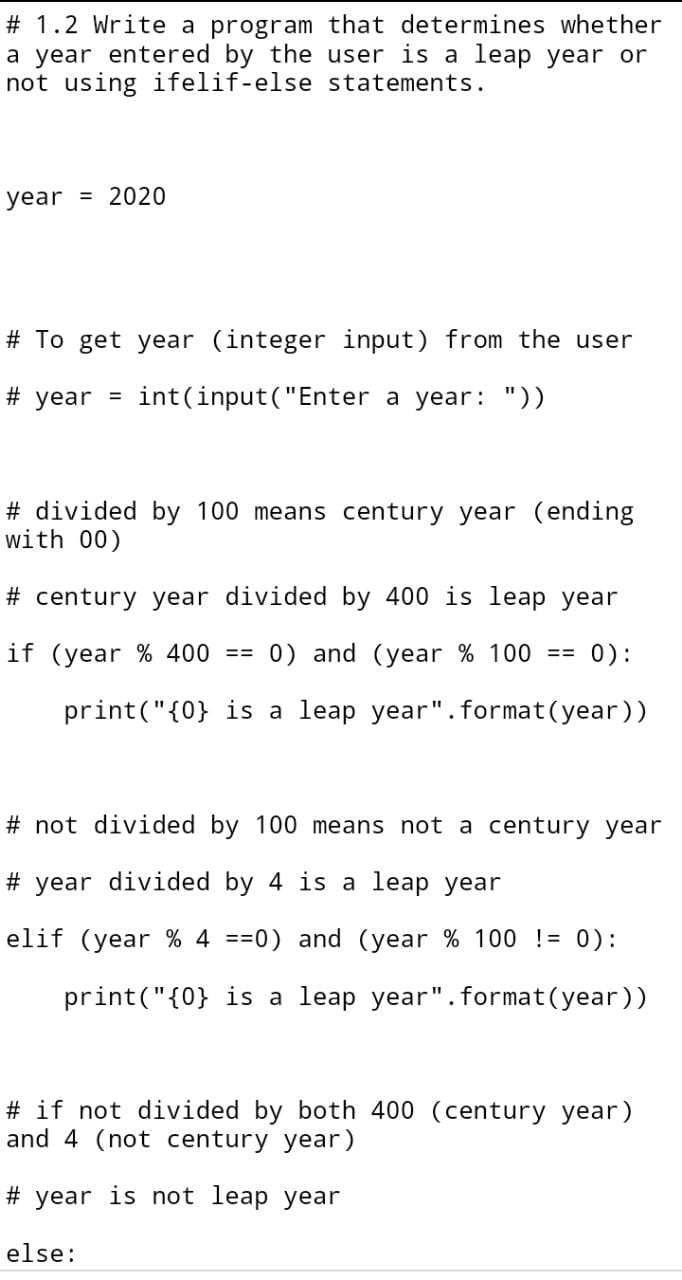 # 1.2 Write a program that determines whether
a year entered by the user is a leap year or
not using ifelif-else statements.
year = 2020
# To get year (integer input) from the user
# year = int(input("Enter a year: "))
# divided by 100 means century year (ending
with 00)
# century year divided by 400 is leap year
if (year % 400 == 0) and (year % 100 == 0):
    print("{0} is a leap year".format(year))
# not divided by 100 means not a century year
# year divided by 4 is a leap year
elif (year % 4 ==0) and (year % 100 != 0):
    print("{0} is a leap year".format(year))
# if not divided by both 400 (century year)
and 4 (not century year)
# year is not leap year
else: